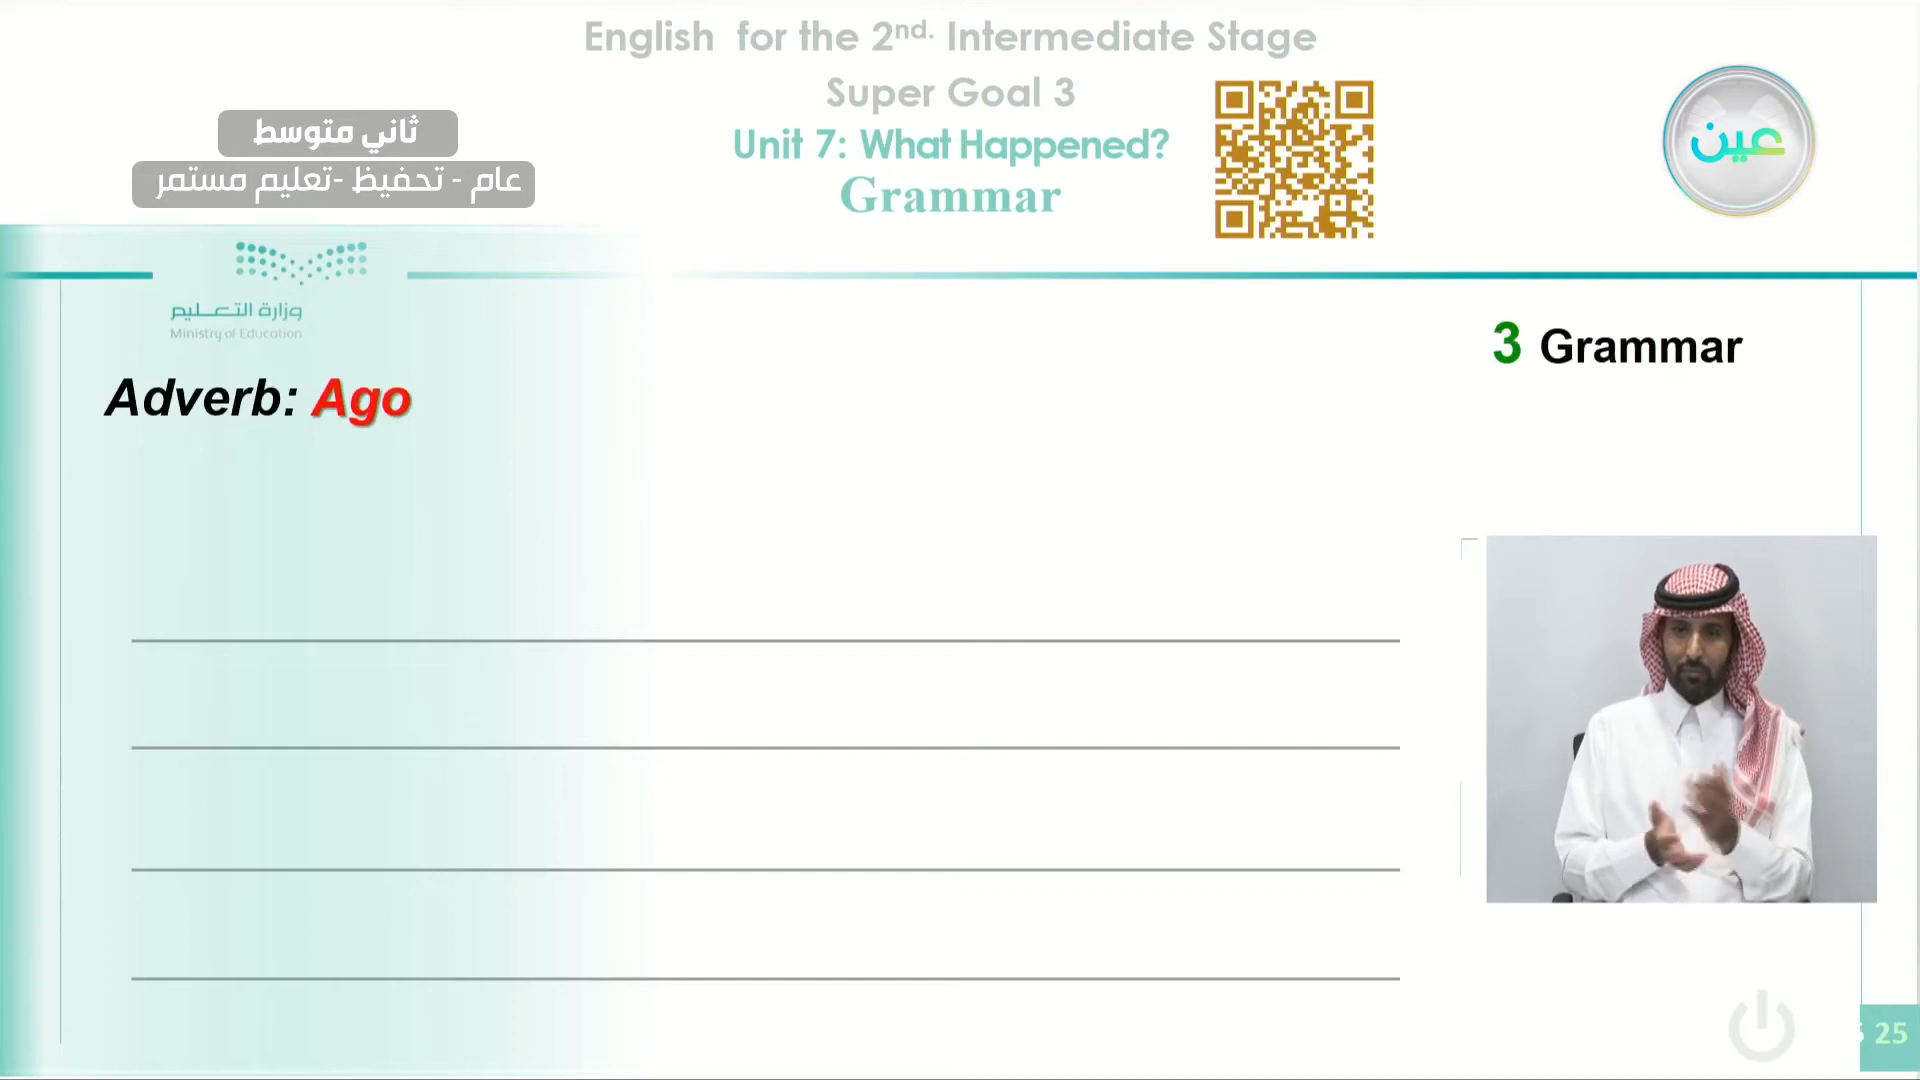 English for the 2nd. Intermediate Stage
Super Goal 3
Unit 7: What Happened?
Grammar
ثاني متوسط
عام - تحفيظ -تعليم مستمر
عين
وزارة التعليم
Ministry of Education
3 Grammar
Adverb: Ago
25